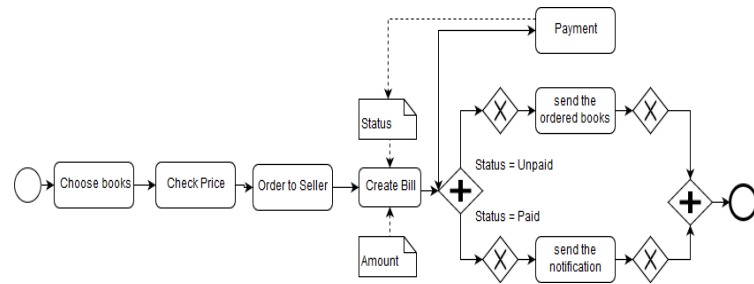 Payment
send the
ordered books
Status
Status = Unpaid
Choose books
Check Price
Order to Seller
Create Bill
Status = Paid
Amount
send the
notification